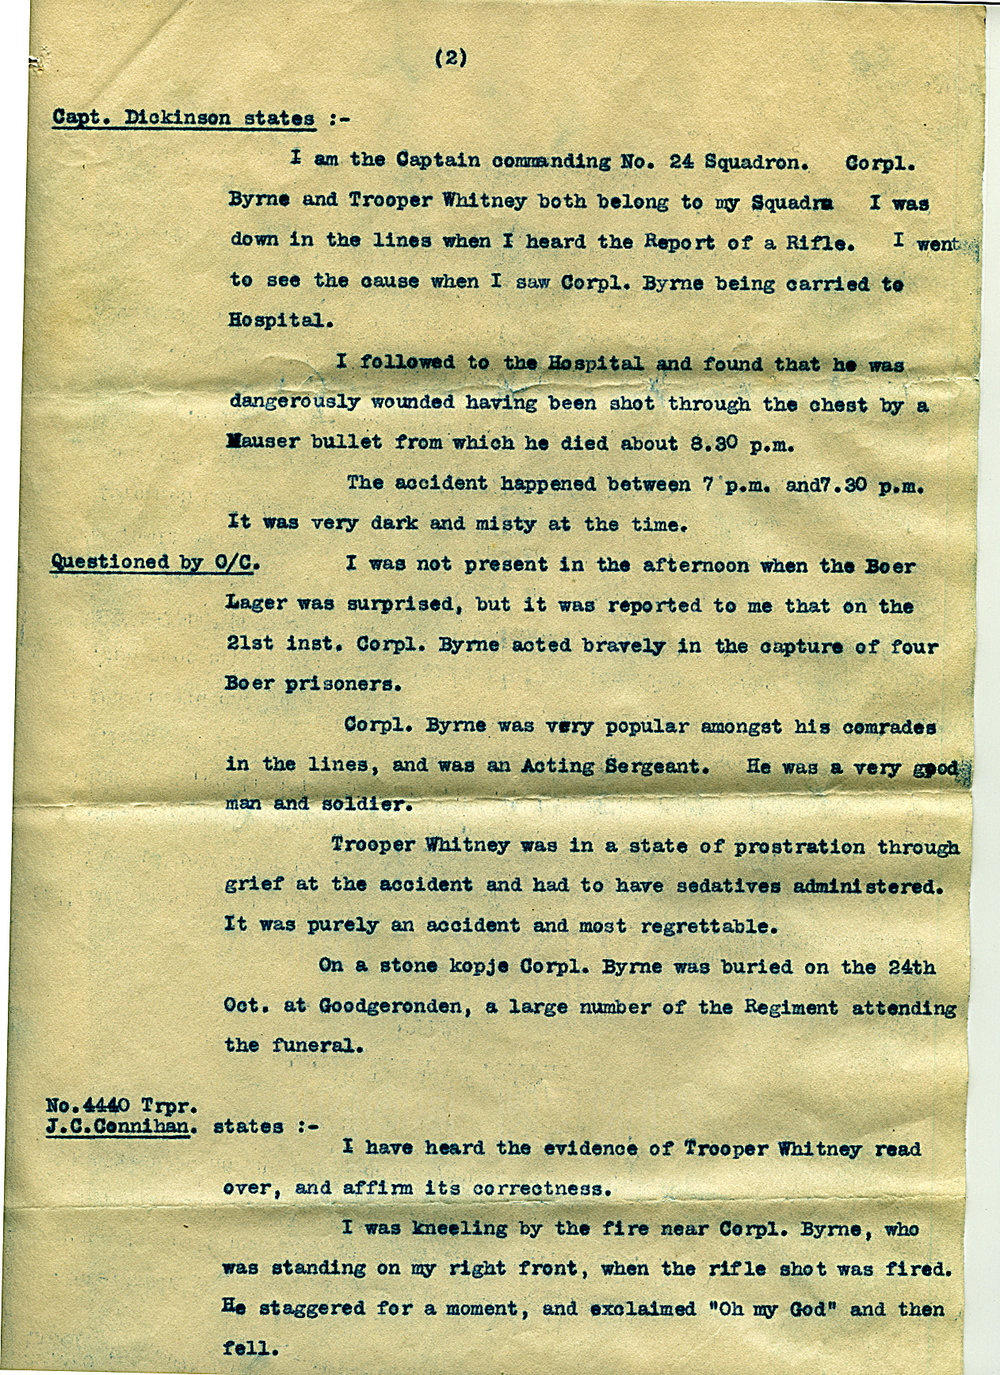 (2)
Capt. Dickinson states :-
I am the Captain commanding No. 24 Squadron. Corpl.
Byrne and Trooper Whitney both belong to my Squadrn I was
down in the lines when I heard the Report of a Rifle. I went
to see the cause when I saw Corpl. Byrne being carried to
Hospital.
I followed to the Hospital and found that he was
dangerously wounded having been shot through the chest by a
Mauser bullet from which he died about 8.30 p.m.
The accident happened between 7 p.m. and7.30 p.m.
It was very dark and misty at the time.
Questioned by O/C. I was not present in the afternoon when the Boer
Lager was surprised, but it was reported to me that on the
21st inst. Corpl. Byrne acted bravely in the capture of four
Boer prisoners.
Corpl. Byrne was very popular amongst his comrades
in the lines, and was an Acting Sergeant. He was a very good
man and soldier.
Trooper Whitney was in a state of prostration through
grief at the accident and had to have sedatives administered.
It was purely an accident and most regrettable.
On a stone kopje Corpl. Byrne was buried on the 24th
Oct. at Goodgeronden, a large number of the Regiment attending
the funeral.
No.4440 Trpr.
J.C.Connihan. states :-
I have heard the evidence of Trooper Whitney read
over, and affirm its correctness.
I was kneeling by the fire near Corpl. Byrne, who
was standing on my right front, when the rifle shot was fired.
He staggered for a moment, and exclaimed "Oh my God" and then
fell.